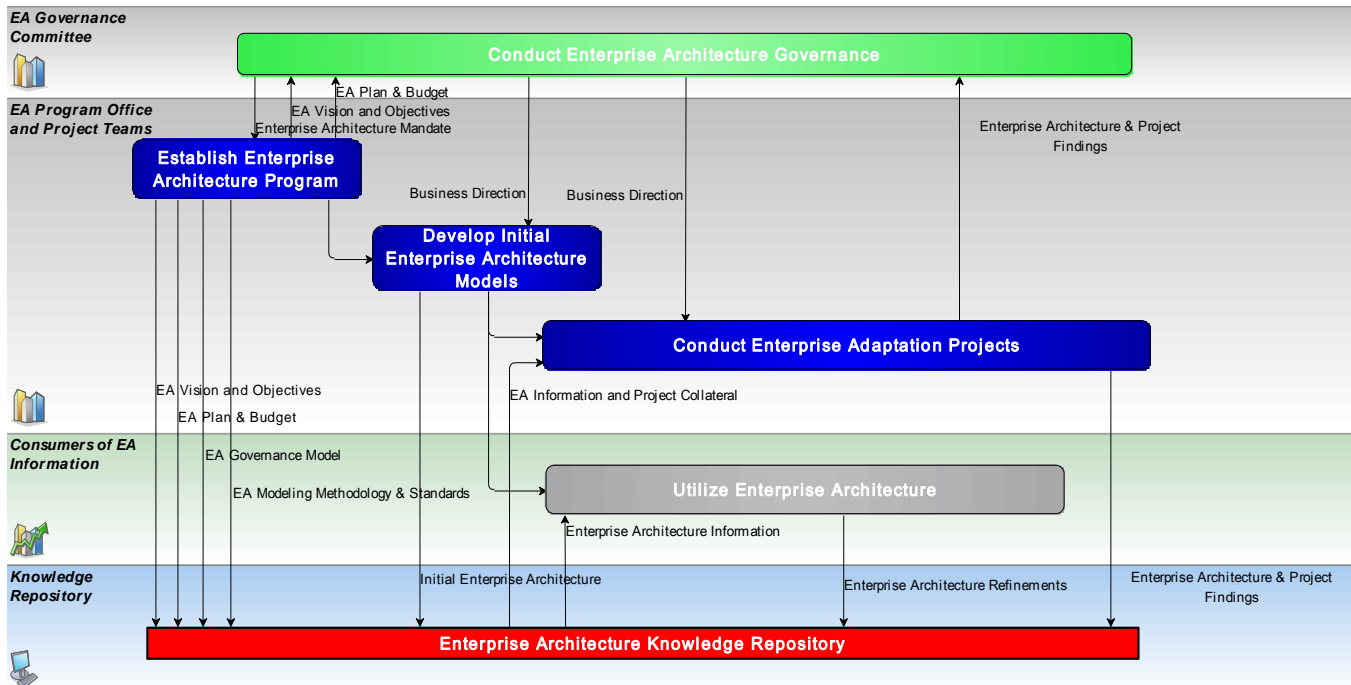 EA Governance
Committee
Conduct Enterprise Architecture Governance
EA Plan & Budget
EA Program Office
and Project Teams
EA Vision and Objectives
Enterprise Architecture Mandate
Enterprise Architecture & Project
Findings
Establish Enterprise
Architecture Program
Business Direction
Business Direction
Develop Initial
Enterprise Architecture
Models
Conduct Enterprise Adaptation Projects
EA Vision and Objectives
EA Information and Project Collateral
EA Plan & Budget
Consumers of EA
Information
EA Governance Model
EA Modeling Methodology & Standards
Utilize Enterprise Architecture
Enterprise Architecture Information
Knowledge
Repository
Initial Enterprise Architecture
Enterprise Architecture Refinements
Enterprise Architecture & Project
Findings
Enterprise Architecture Knowledge Repository